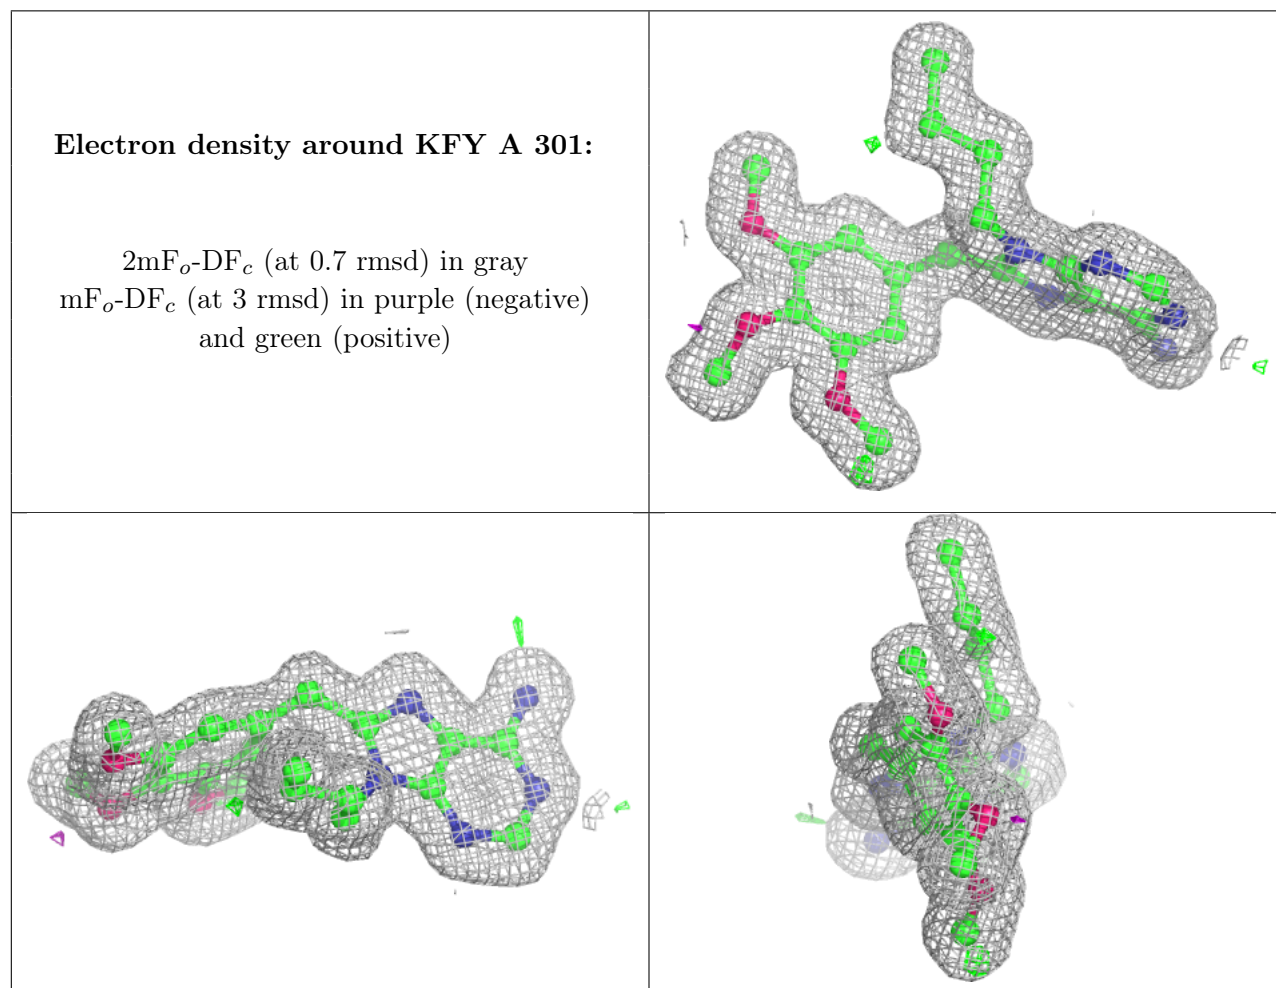 Electron density around KFY A 301:
2mFo-DFc (at 0.7 rmsd) in gray
mFo-DFc (at 3 rmsd) in purple (negative)
and green (positive)